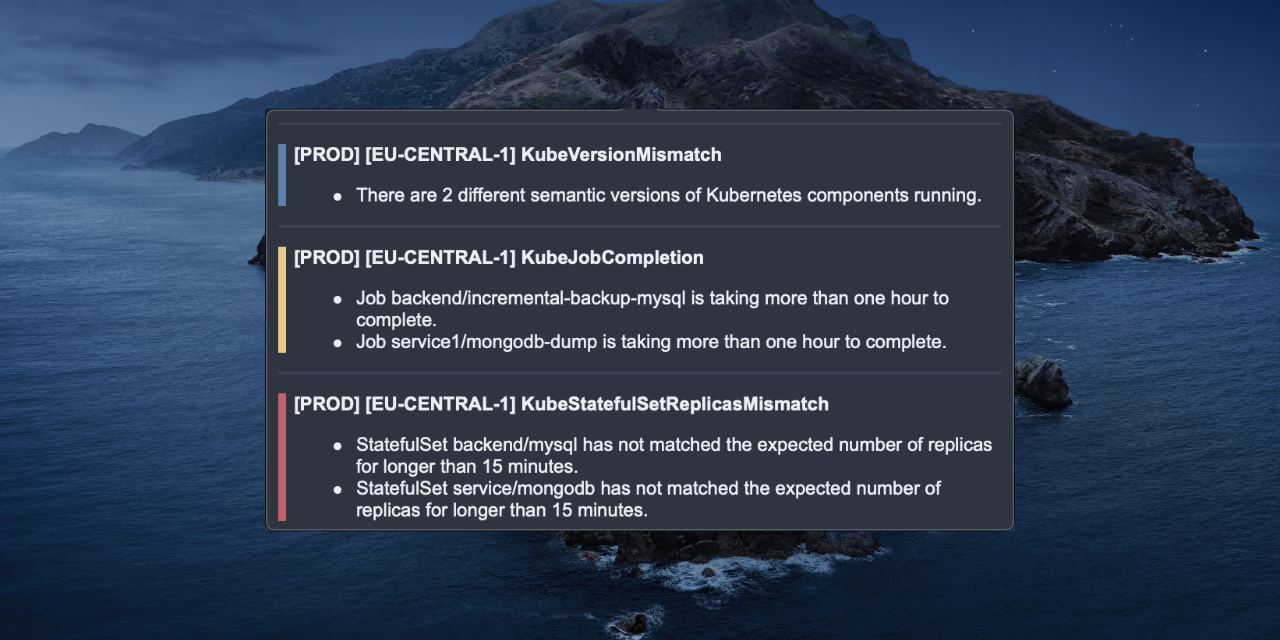 [PROD] [EU-CENTRAL-1] KubeVersionMismatch
• There are 2 different semantic versions of Kubernetes components running.
[PROD] [EU-CENTRAL-1] KubeJobCompletion
• Job backend/incremental-backup-mysql is taking more than one hour to
complete.
• Job service1/mongodb-dump is taking more than one hour to complete.
[PROD] [EU-CENTRAL-1] KubeStatefulSetReplicasMismatch
• StatefulSet backend/mysql has not matched the expected number of replicas
for longer than 15 minutes.
• StatefulSet service/mongodb has not matched the expected number of
replicas for longer than 15 minutes.